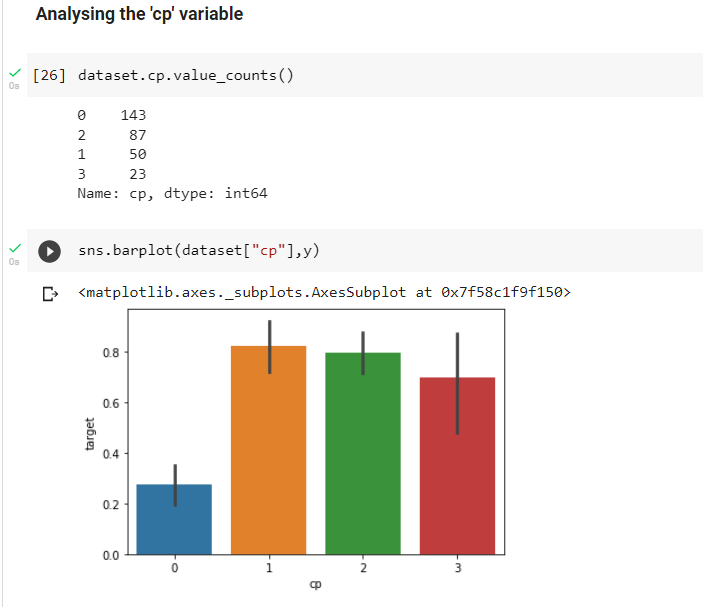 Analysing the 'cp' variable
[26] dataset.cp.value_counts()
0s
0 143
2 87
1 50
3 23
Name: cp, dtype: int64
sns.barplot(dataset["cp"],y)
0s
<matplotlib.axes._subplots.AxesSubplot at 0x7f58c1f9f150>
0.8
0.6
0.4
0.2
0.0
target
0 1 2 3
cp